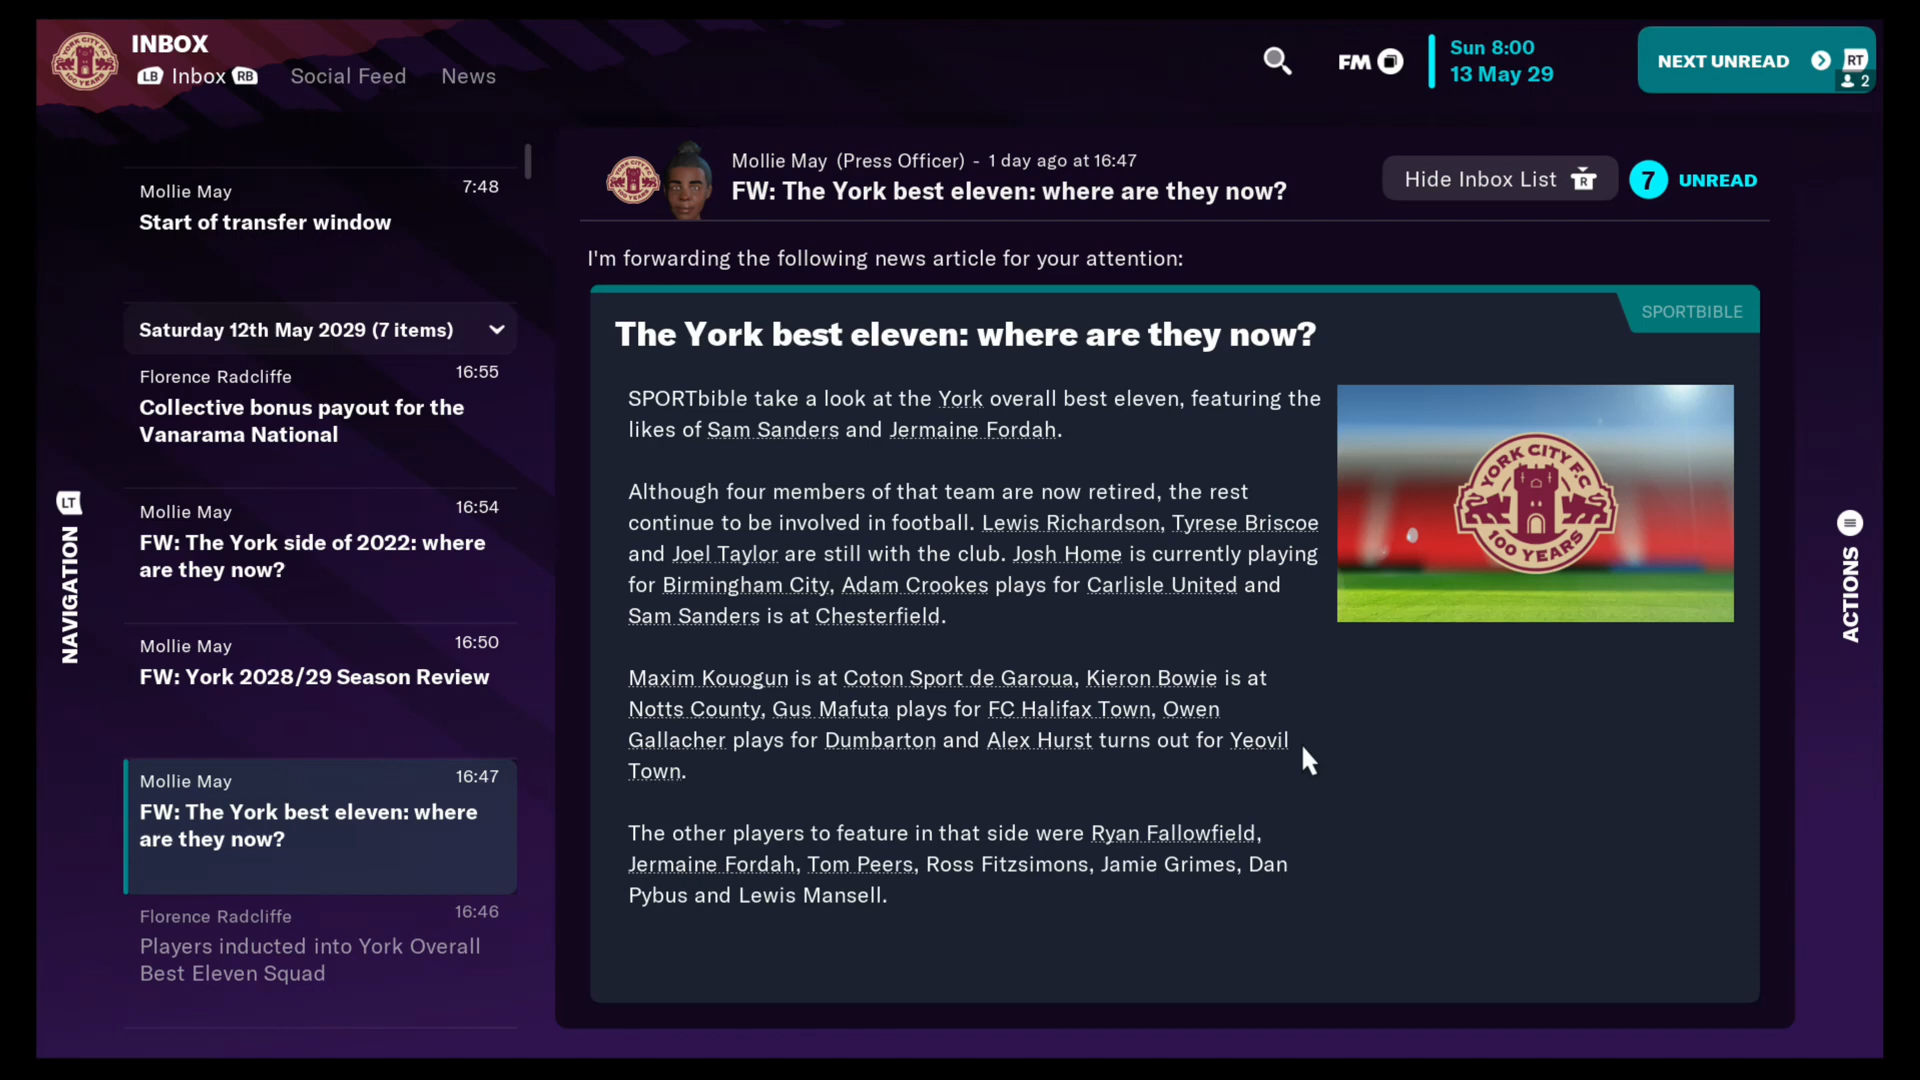 INBOX
LB Inbox RB Social Feed News
FM
Sun 8:00
13 May 29
NEXT UNREAD RT
2
Mollie May 7:48
Start of transfer window
Saturday 12th May 2029 (7 items)
Florence Radcliffe 16:55
Collective bonus payout for the
Vanarama National
Mollie May 16:54
FW: The York side of 2022: where
are they now?
Mollie May 16:50
FW: York 2028/29 Season Review
Mollie May 16:47
FW: The York best eleven: where
are they now?
Florence Radcliffe 16:46
Players inducted into York Overall
Best Eleven Squad
LT
NAVIGATION
Mollie May (Press Officer) - 1 day ago at 16:47
FW: The York best eleven: where are they now?
Hide Inbox List R
7 UNREAD
I'm forwarding the following news article for your attention:
SPORTBIBLE
The York best eleven: where are they now?
SPORTbible take a look at the York overall best eleven, featuring the
likes of Sam Sanders and Jermaine Fordah.
Although four members of that team are now retired, the rest
continue to be involved in football. Lewis Richardson, Tyrese Briscoe
and Joel Taylor are still with the club. Josh Home is currently playing
for Birmingham City, Adam Crookes plays for Carlisle United and
Sam Sanders is at Chesterfield.
Maxim Kouogun is at Coton Sport de Garoua, Kieron Bowie is at
Notts County, Gus Mafuta plays for FC Halifax Town, Owen
Gallacher plays for Dumbarton and Alex Hurst turns out for Yeovil
Town.
The other players to feature in that side were Ryan Fallowfield,
Jermaine Fordah, Tom Peers, Ross Fitzsimons, Jamie Grimes, Dan
Pybus and Lewis Mansell.
YORK CITY F.C.
100 YEARS
ACTIONS